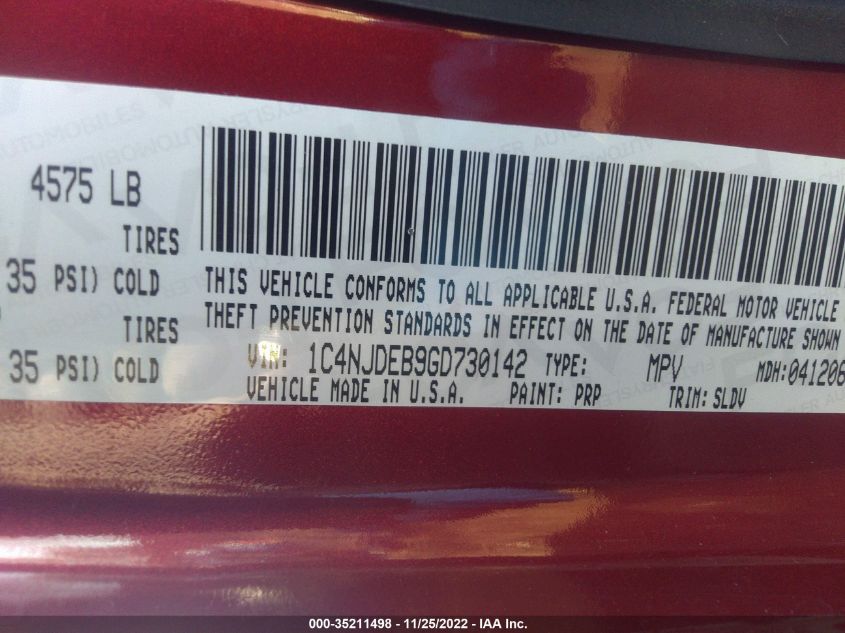 4575 LB
TIRES
35 PSI) COLD
TIRES
35 PSI) COLD
THIS VEHICLE CONFORMS TO ALL APPLICABLE U.S.A. FEDERAL MOTOR VEHICLE
THEFT PREVENTION STANDARDS IN EFFECT ON THE DATE OF MANUFACTURE SHOWN
VIN: 1C4NJDEB9GD730142 TYPE: MPV MDH:041206
VEHICLE MADE IN U.S.A. PAINT: PRP TRIM: SLDV
000-35211498 - 11/25/2022 - IAA Inc.